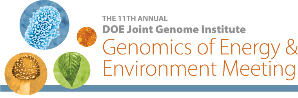 THE 11TH ANNUAL
DOE Joint Genome Institute
Genomics of Energy &
Environment Meeting